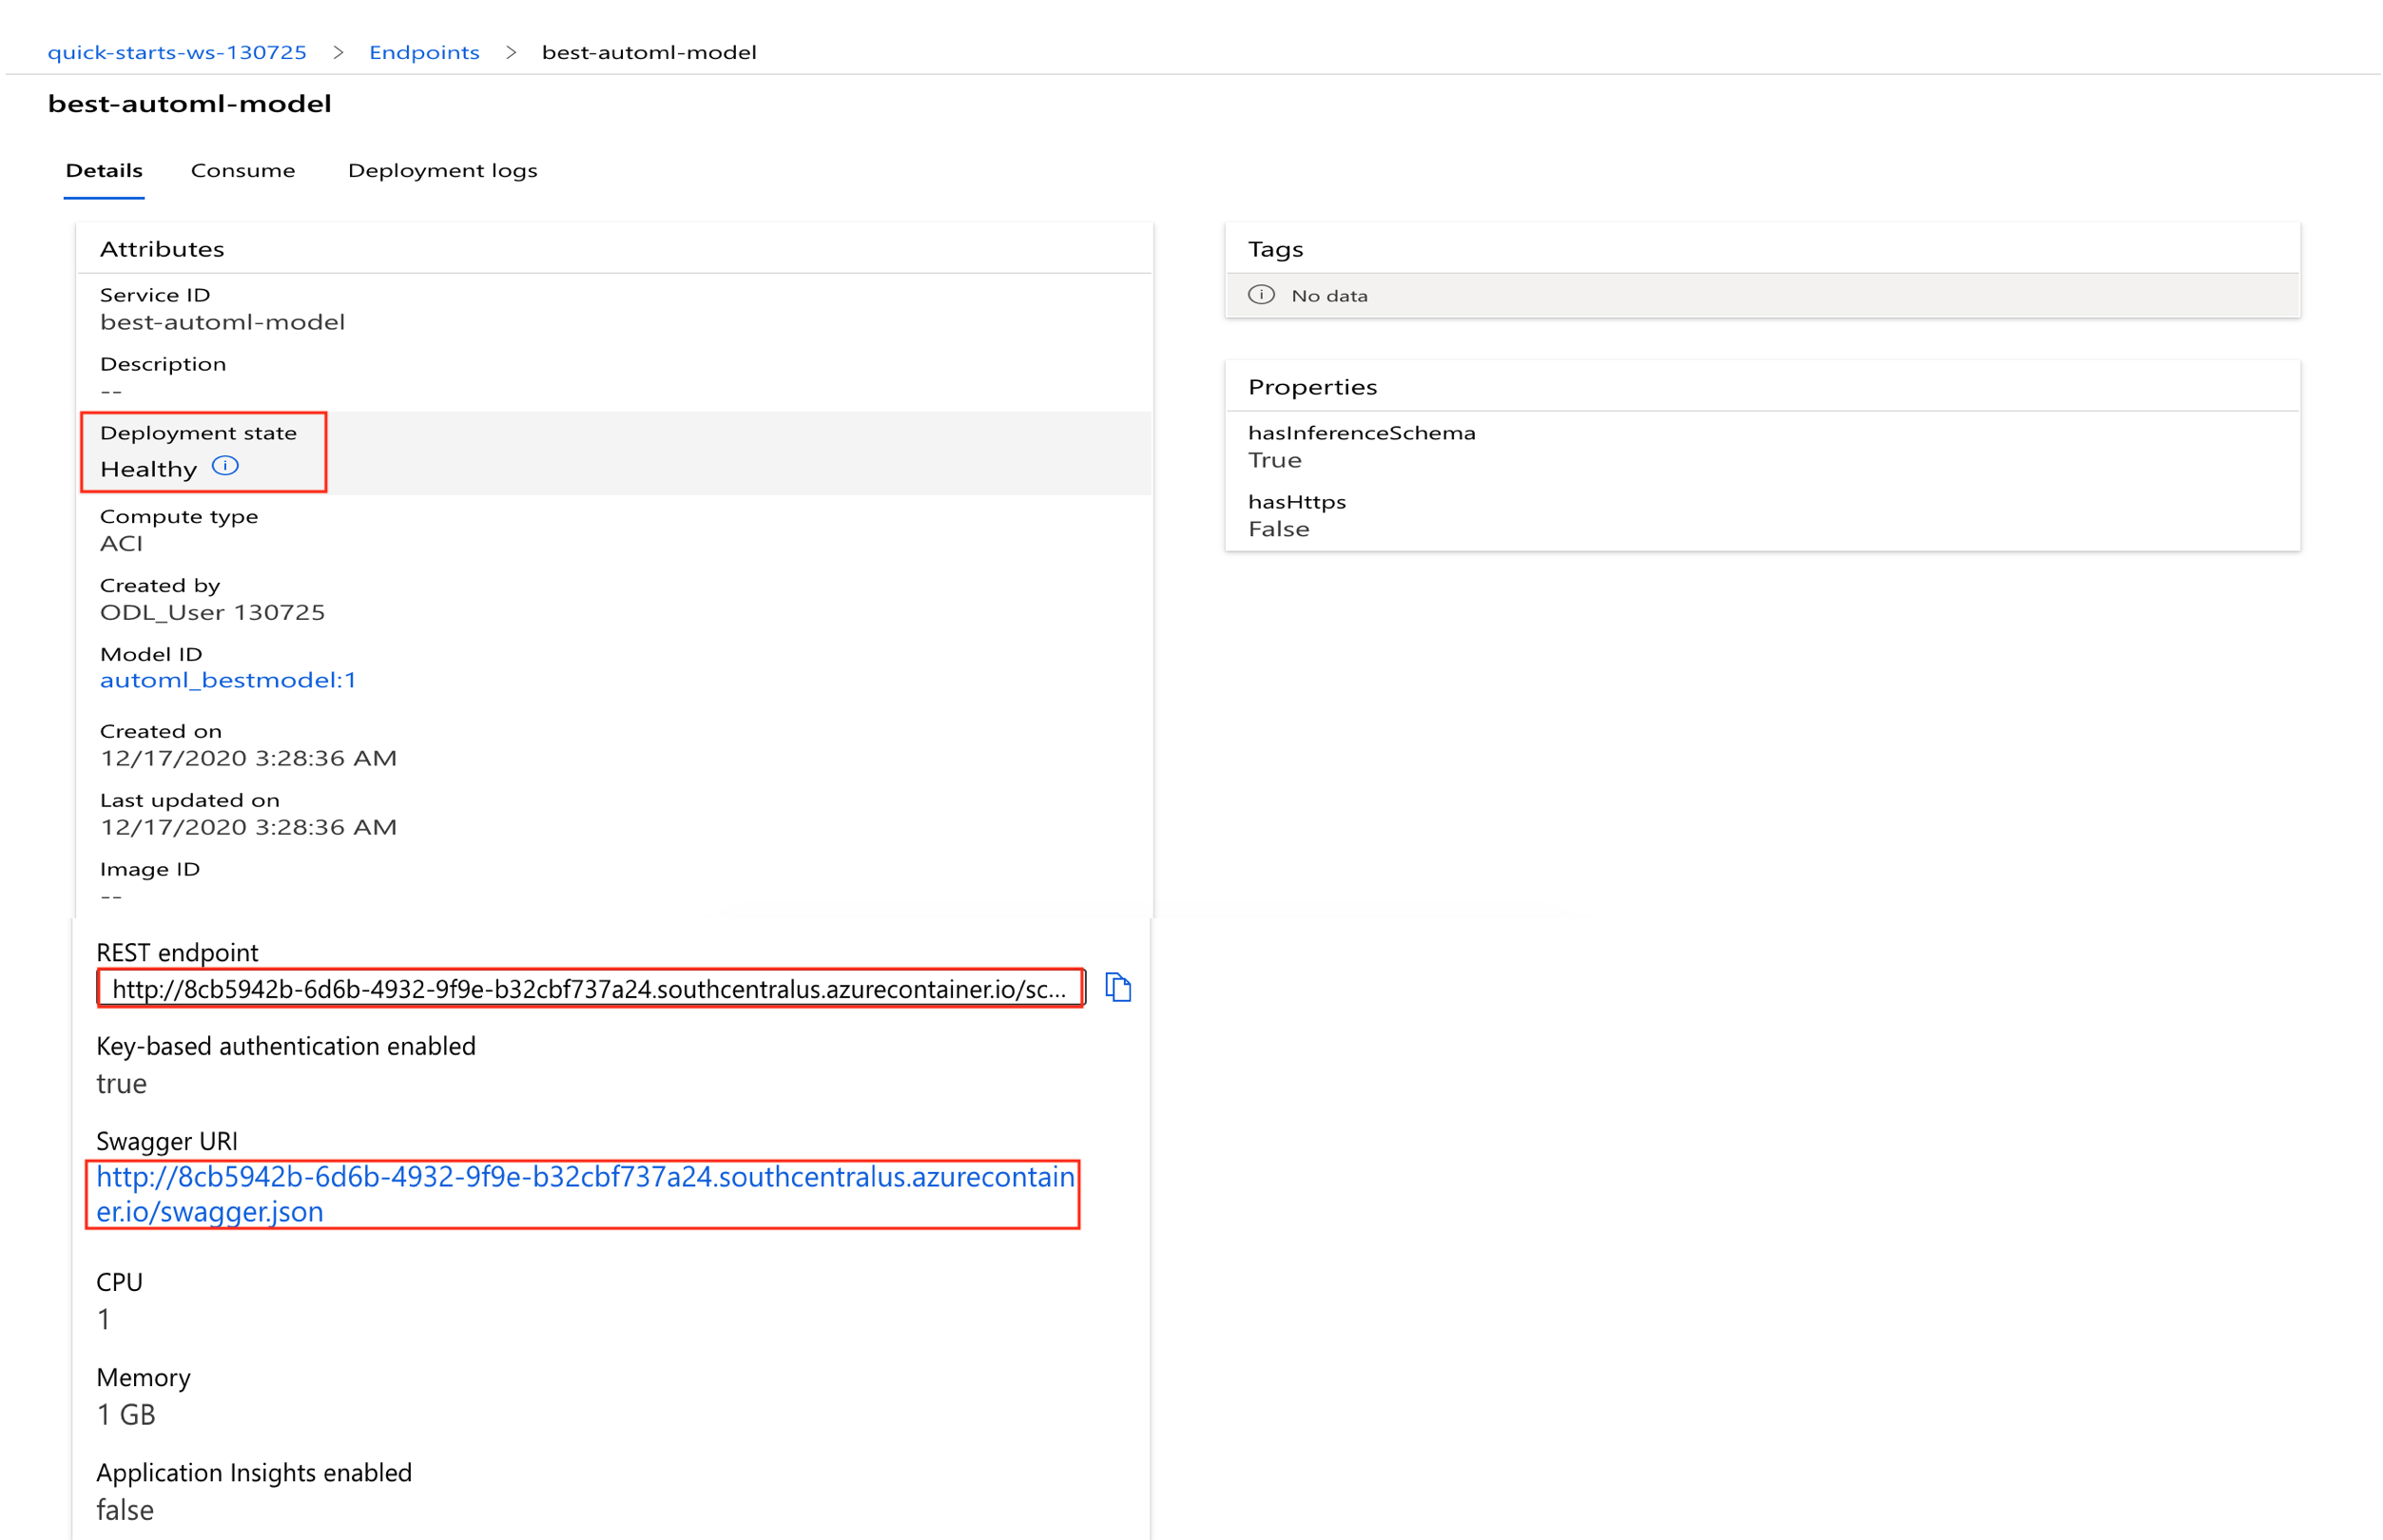 quick-starts-ws-130725 > Endpoints > best-automl-model
best-automl-model
Details Consume Deployment logs
Attributes
Service ID
best-automl-model
Description
--
Deployment state
Healthy
Compute type
ACI
Created by
ODL_User 130725
Model ID
automl_bestmodel:1
Created on
12/17/2020 3:28:36 AM
Last updated on
12/17/2020 3:28:36 AM
Image ID
--
REST endpoint
http://8cb5942b-6d6b-4932-9f9e-b32cbf737a24.southcentralus.azurecontainer.io/sc...
Key-based authentication enabled
true
Swagger URI
http://8cb5942b-6d6b-4932-9f9e-b32cbf737a24.southcentralus.azurecontain
er.io/swagger.json
CPU
1
Memory
1 GB
Application Insights enabled
false
Tags
No data
Properties
hasInferenceSchema
True
hasHttps
False